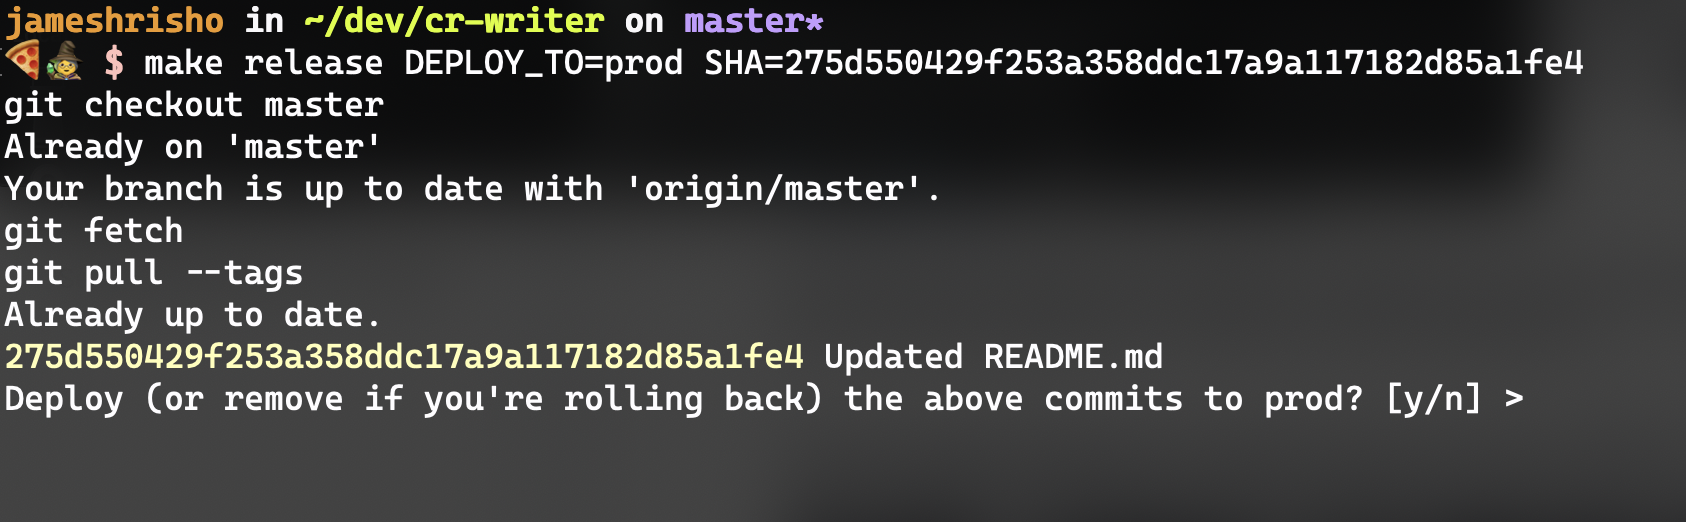 jameshrisho in ~/dev/cr-writer on master*
🍕🧙 $ make release DEPLOY_TO=prod SHA=275d550429f253a358ddc17a9a117182d85a1fe4
git checkout master
Already on 'master'
Your branch is up to date with 'origin/master'.
git fetch
git pull --tags
Already up to date.
275d550429f253a358ddc17a9a117182d85a1fe4 Updated README.md
Deploy (or remove if you're rolling back) the above commits to prod? [y/n] >